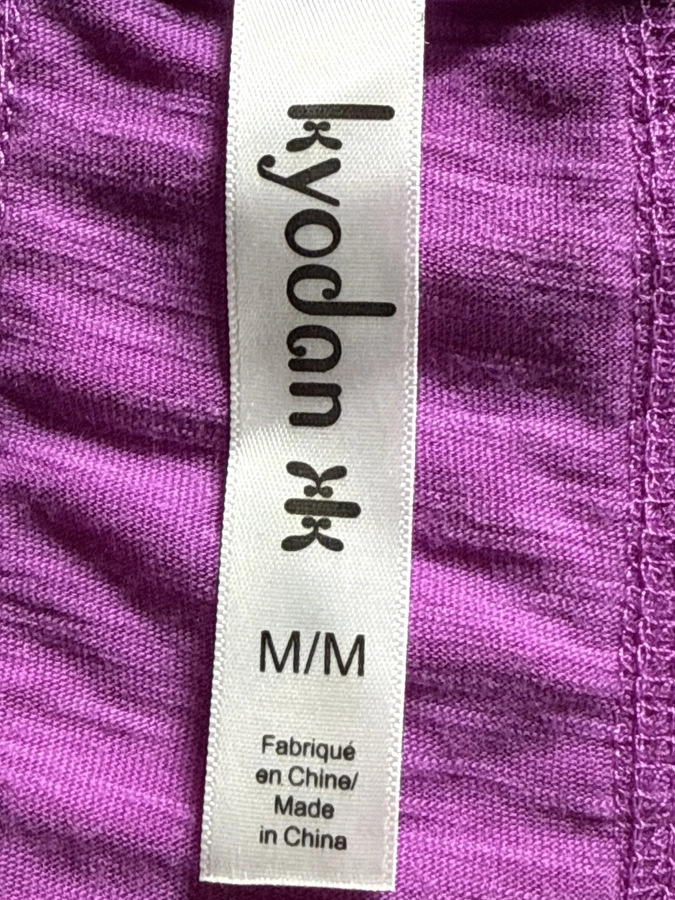 kyodan
M/M
Fabriqué
en Chine/
Made
in China